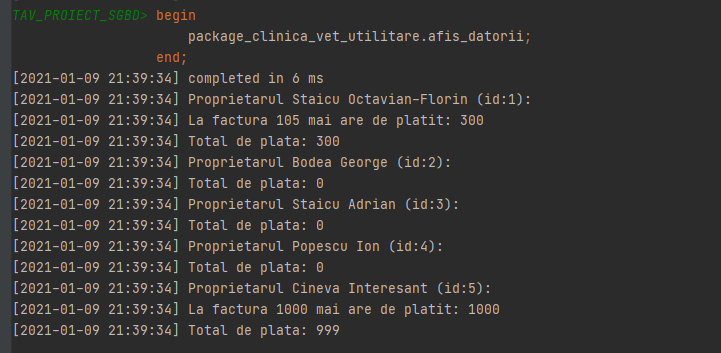 TAV_PROIECT_SGBD> begin
package_clinica_vet_utilitare.afis_datorii;
end;
[2021-01-09 21:39:34] completed in 6 ms
[2021-01-09 21:39:34] Proprietarul Staicu Octavian-Florin (id:1):
[2021-01-09 21:39:34] La factura 105 mai are de platit: 300
[2021-01-09 21:39:34] Total de plata: 300
[2021-01-09 21:39:34] Proprietarul Bodea George (id:2):
[2021-01-09 21:39:34] Total de plata: 0
[2021-01-09 21:39:34] Proprietarul Staicu Adrian (id:3):
[2021-01-09 21:39:34] Total de plata: 0
[2021-01-09 21:39:34] Proprietarul Popescu Ion (id:4):
[2021-01-09 21:39:34] Total de plata: 0
[2021-01-09 21:39:34] Proprietarul Cineva Interesant (id:5):
[2021-01-09 21:39:34] La factura 1000 mai are de platit: 1000
[2021-01-09 21:39:34] Total de plata: 999